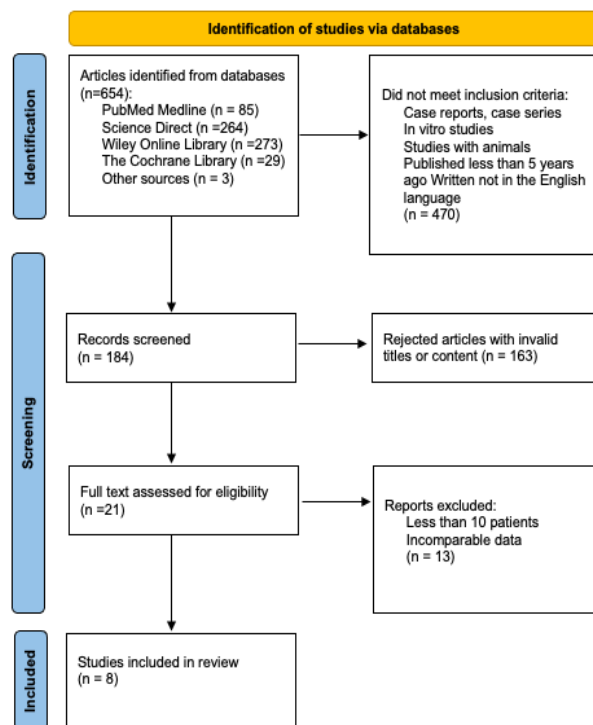 Identification of studies via databases
Identification
Articles identified from databases
(n=654):
PubMed Medline (n = 85)
Science Direct (n =264)
Wiley Online Library (n =273)
The Cochrane Library (n =29)
Other sources (n = 3)
Did not meet inclusion criteria:
Case reports, case series
In vitro studies
Studies with animals
Published less than 5 years
ago Written not in the English
language
(n = 470)
Screening
Records screened
(n = 184)
Rejected articles with invalid
titles or content (n = 163)
Full text assessed for eligibility
(n =21)
Reports excluded:
Less than 10 patients
Incomparable data
(n = 13)
Included
Studies included in review
(n = 8)